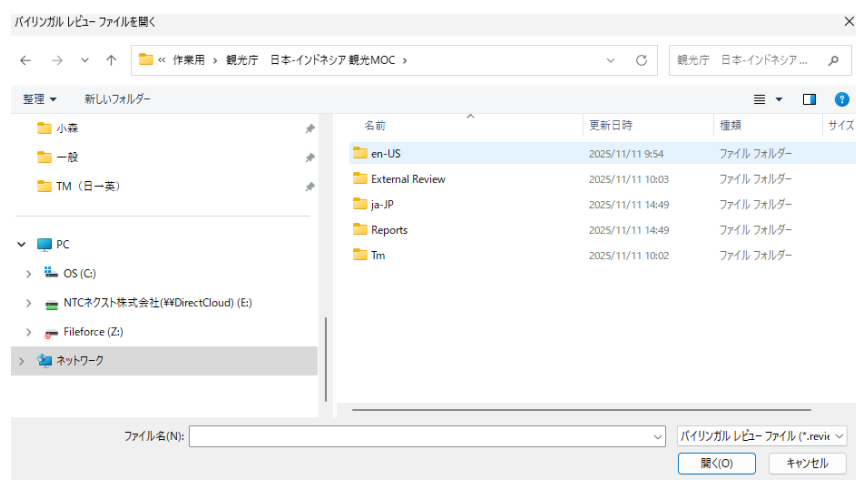 バイリンガル レビュー ファイルを開く
« 作業用 › 観光庁 日本-インドネシア 観光MOC ›
観光庁 日本-インドネシア ...
整理
新しいフォルダー
小森
一般
TM(日→英)
PC
OS (C:)
NTCネクスト株式会社(¥¥DirectCloud) (E:)
Fileforce (Z:)
ネットワーク
名前 更新日時 種類 サイズ
en-US 2025/11/11 9:54 ファイル フォルダー
External Review 2025/11/11 10:03 ファイル フォルダー
ja-JP 2025/11/11 14:49 ファイル フォルダー
Reports 2025/11/11 14:49 ファイル フォルダー
Tm 2025/11/11 10:02 ファイル フォルダー
ファイル名(N):
バイリンガル レビュー ファイル (*.revie
開く(O) キャンセル